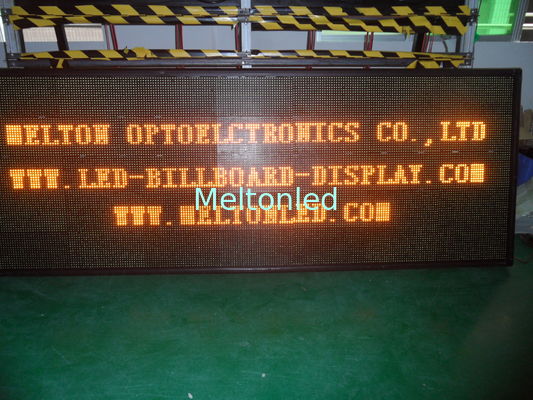 MELTON OPTOELCTRONICS CO.,LTD
WWW.LED-BILLBOARD-DISPLAY.COM
Meltonled
WWW.MELTONLED.COM